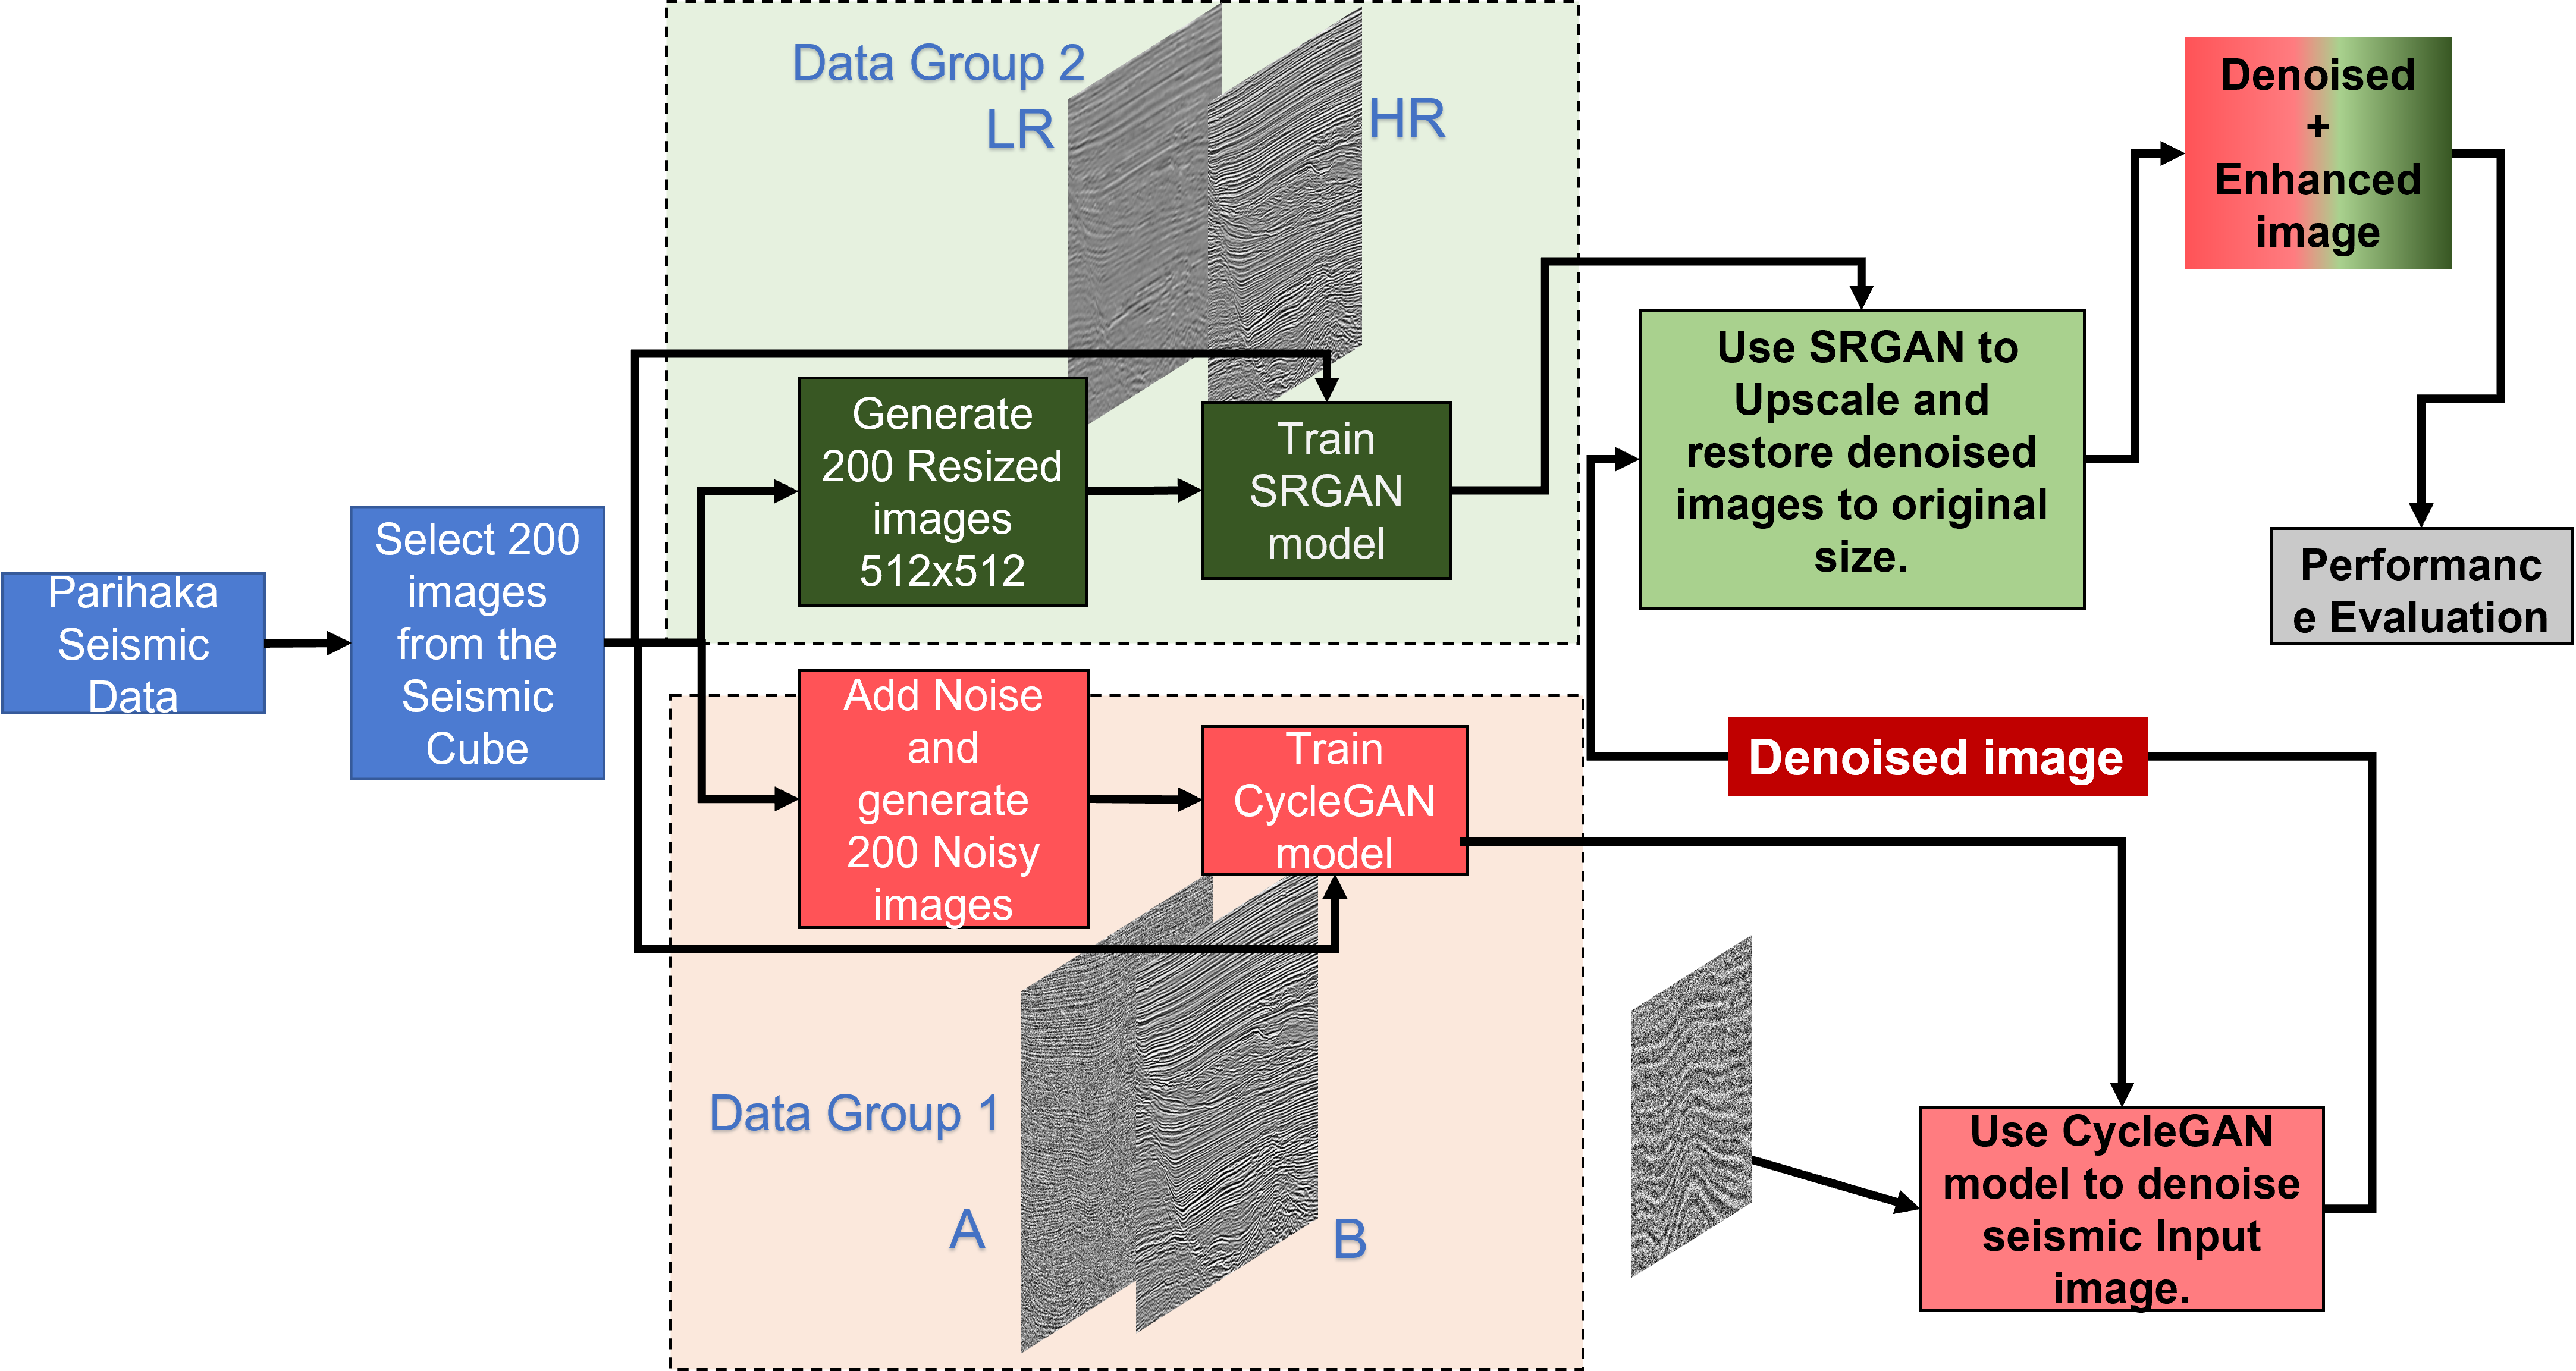 Parihaka
Seismic
Data
Select 200
images
from the
Seismic
Cube
Data Group 2
LR
HR
Generate
200 Resized
images
512x512
Train
SRGAN
model
Add Noise
and
generate
200 Noisy
images
Train
CycleGAN
model
Data Group 1
A
B
Use SRGAN to
Upscale and
restore denoised
images to original
size.
Denoised
+
Enhanced
image
Performanc
e Evaluation
Denoised image
Use CycleGAN
model to denoise
seismic Input
image.